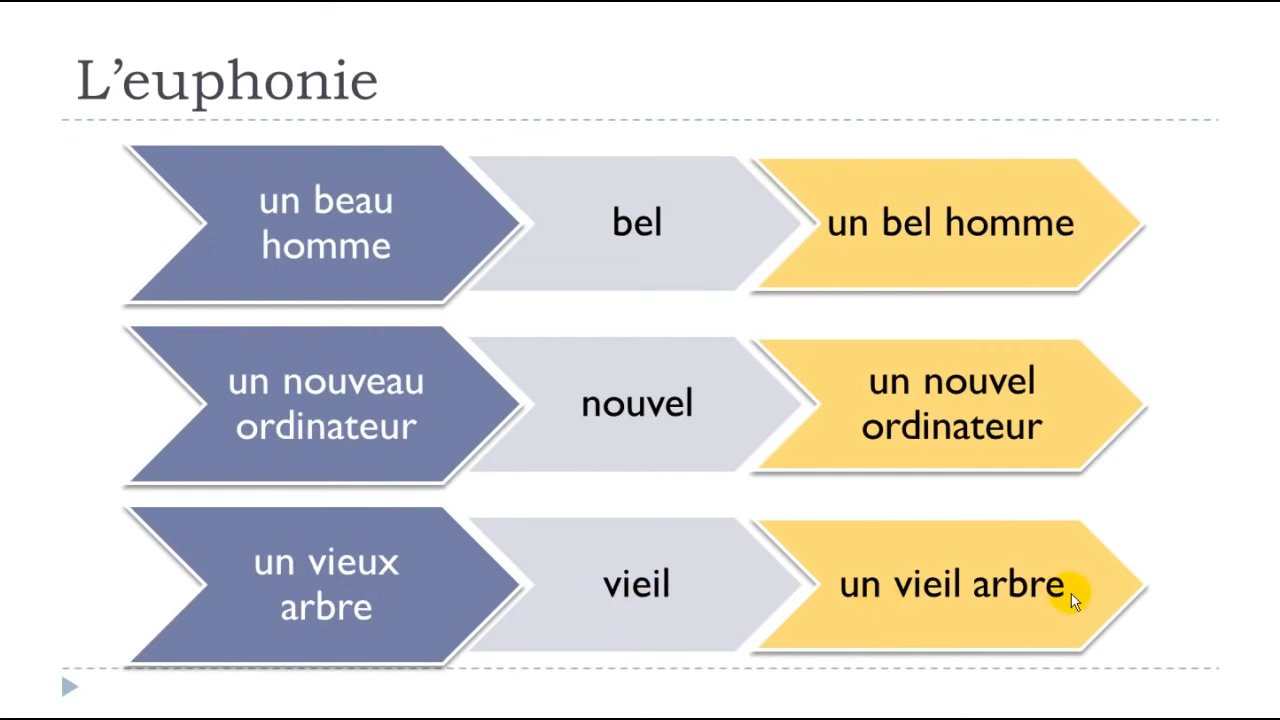 L’euphonie
un beau
homme
bel
un bel homme
un nouveau
ordinateur
nouvel
un nouvel
ordinateur
un vieux
arbre
vieil
un vieil arbre